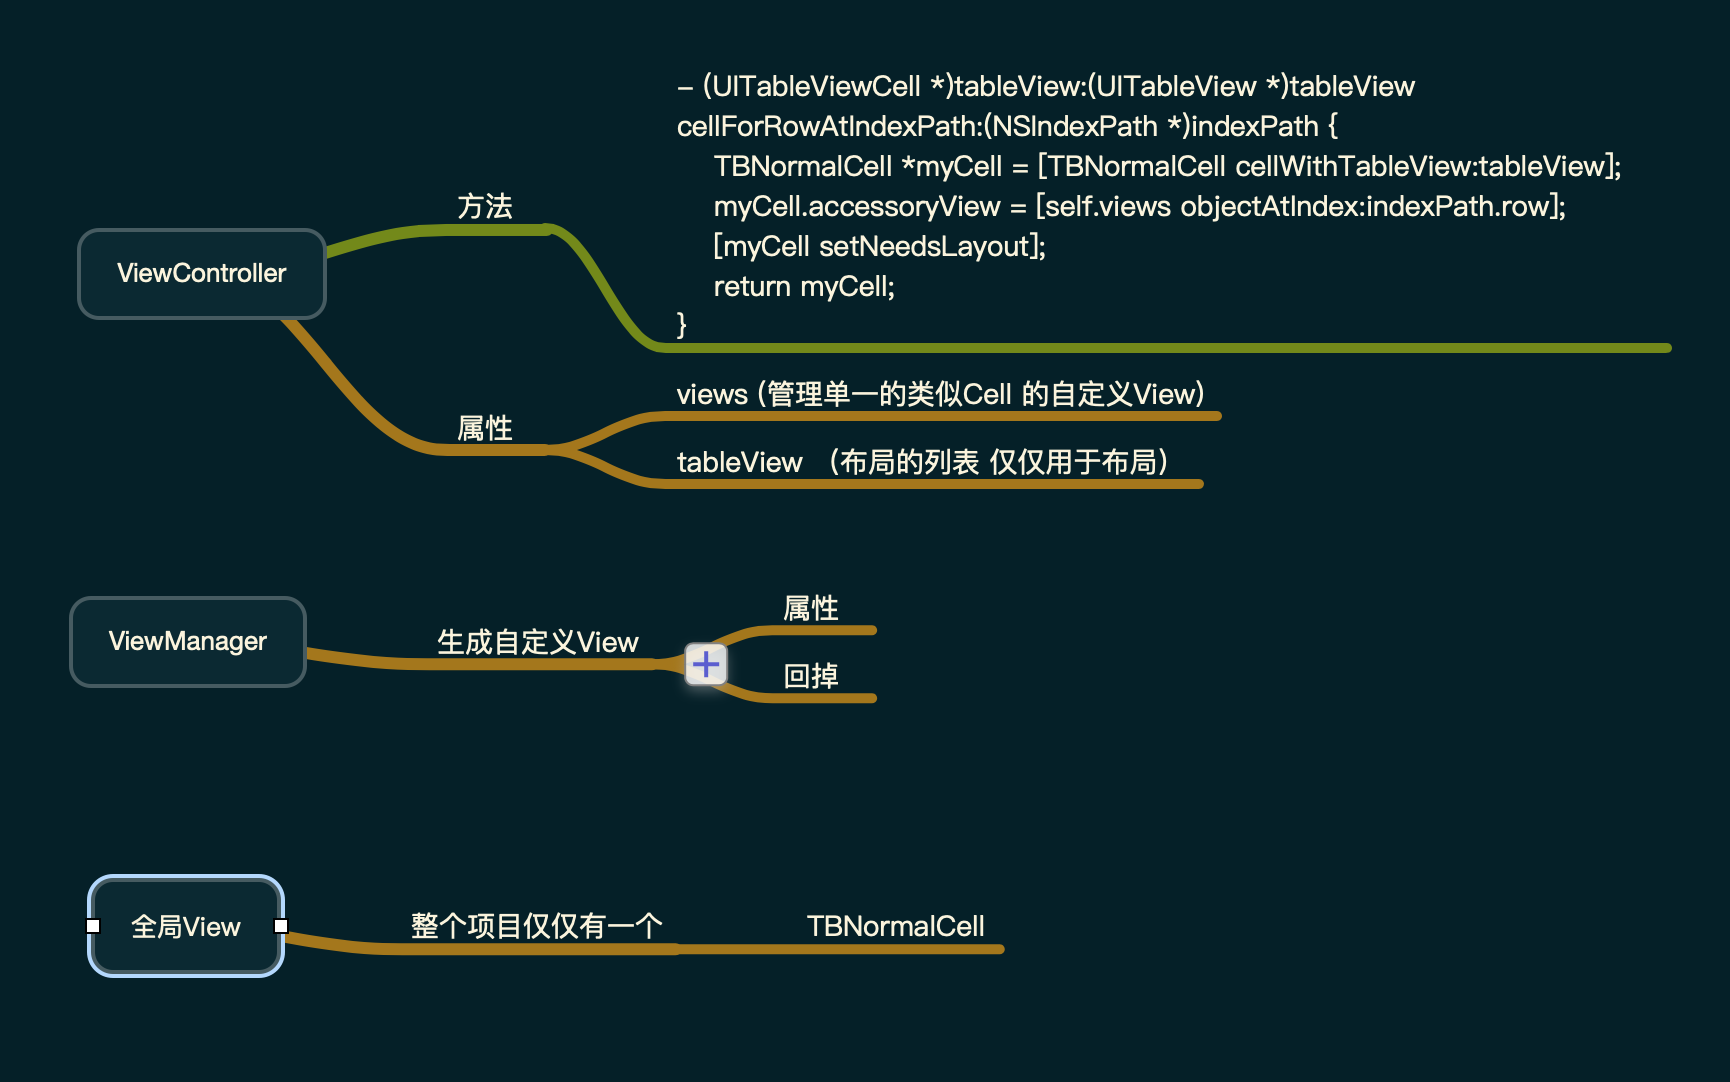 - (UITableViewCell *)tableView:(UITableView *)tableView
cellForRowAtIndexPath:(NSIndexPath *)indexPath {
TBNormalCell *myCell = [TBNormalCell cellWithTableView:tableView];
myCell.accessoryView = [self.views objectAtIndex:indexPath.row];
[myCell setNeedsLayout];
return myCell;
}
方法
ViewController
属性
views (管理单一的类似Cell 的自定义View)
tableView （布局的列表 仅仅用于布局）
ViewManager
生成自定义View
属性
回掉
全局View
整个项目仅仅有一个
TBNormalCell